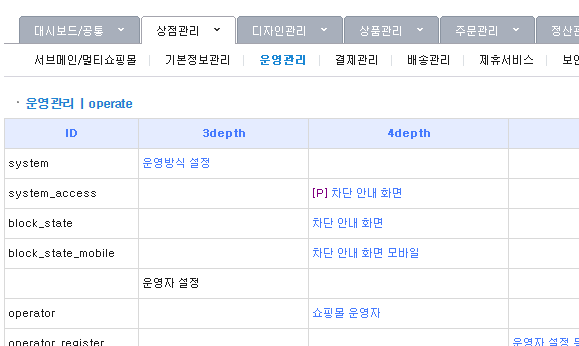 대시보드/공통 상점관리 디자인관리 상품관리 주문관리 정산관
서브메인/멀티쇼핑몰 기본정보관리 운영관리 결제관리 배송관리 제휴서비스 보안
· 운영관리 | operate
ID 3depth 4depth
system 운영방식 설정
system_access [P] 차단 안내 화면
block_state 차단 안내 화면
block_state_mobile 차단 안내 화면 모바일
운영자 설정
operator 쇼핑몰 운영자
operator_register 운영자 설정